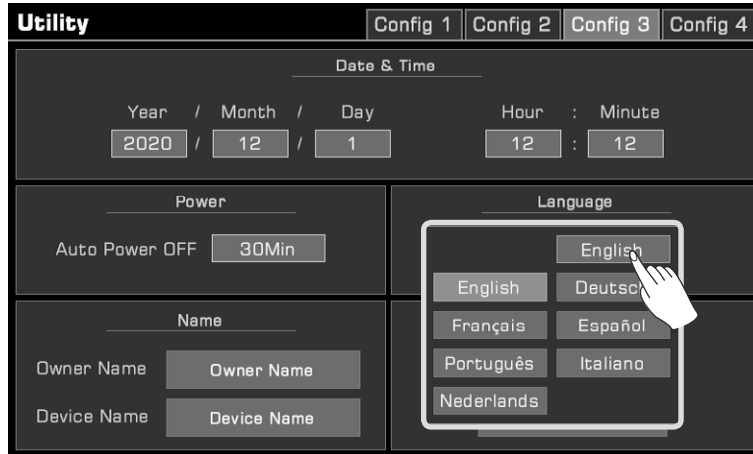 Utility Config 1 Config 2 Config 3 Config 4
Date & Time
Year / Month / Day Hour : Minute
2020 / 12 / 1 12 : 12
Power
Auto Power OFF 30Min
Language
English
English Deutsch
Français Español
Português Italiano
Nederlands
Name
Owner Name Owner Name
Device Name Device Name